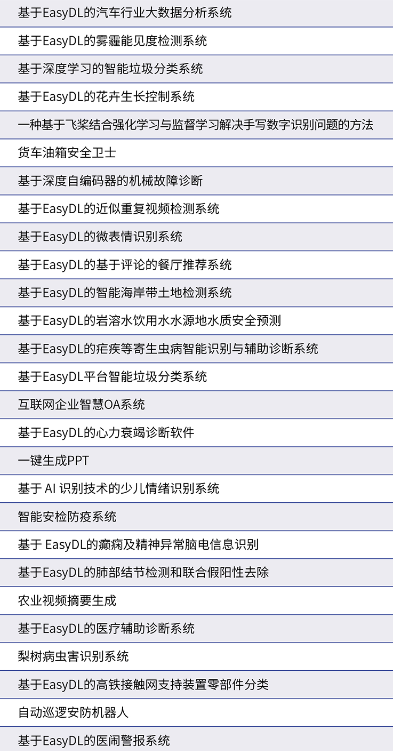 基于EasyDL的汽车行业大数据分析系统
基于EasyDL的雾霾能见度检测系统
基于深度学习的智能垃圾分类系统
基于EasyDL的花卉生长控制系统
一种基于飞桨结合强化学习与监督学习解决手写数字识别问题的方法
货车油箱安全卫士
基于深度自编码器的机械故障诊断
基于EasyDL的近似重复视频检测系统
基于EasyDL的微表情识别系统
基于EasyDL的基于评论的餐厅推荐系统
基于EasyDL的智能海岸带土地检测系统
基于EasyDL的岩溶水饮用水水源地水质安全预测
基于EasyDL的疟疾等寄生虫病智能识别与辅助诊断系统
基于EasyDL平台智能垃圾分类系统
互联网企业智慧OA系统
基于EasyDL的心力衰竭诊断软件
一键生成PPT
基于 AI 识别技术的少儿情绪识别系统
智能安检防疫系统
基于 EasyDL的癫痫及精神异常脑电信息识别
基于EasyDL的肺部结节检测和联合假阳性去除
农业视频摘要生成
基于EasyDL的医疗辅助诊断系统
梨树病虫害识别系统
基于EasyDL的高铁接触网支持装置零部件分类
自动巡逻安防机器人
基于EasyDL的医闹警报系统